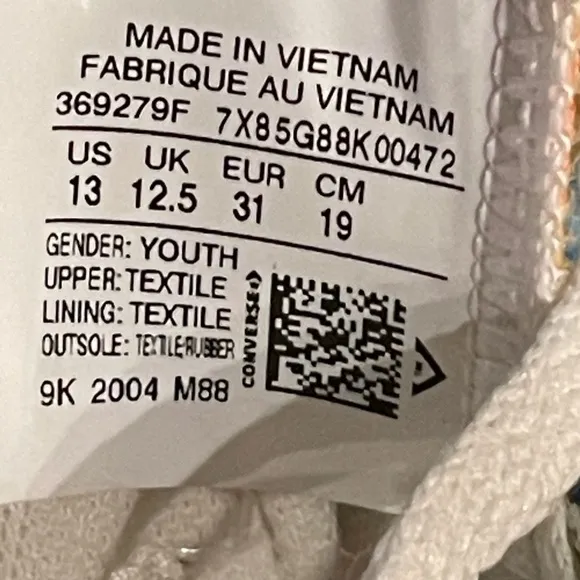 MADE IN VIETNAM
FABRIQUE AU VIETNAM
369279F 7X85G88K00472
US UK EUR CM
13 12.5 31 19
GENDER: YOUTH
UPPER: TEXTILE
LINING: TEXTILE
OUTSOLE: TEXTILE/RUBBER
9K 2004 M88
CONVERSE